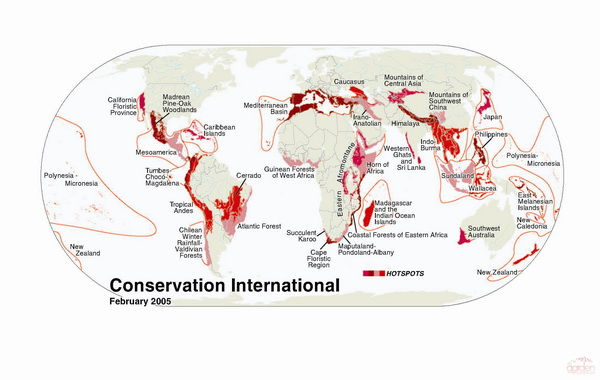 Caucasus
Mountains of
Central Asia
California
Floristic
Province
Madrean
Pine-Oak
Woodlands
Mediterranean
Basin
Mountains of
Southwest
China
Caribbean
Islands
Irano-
Anatolian
Himalaya
Japan
Mesoamerica
Indo-
Burma
Philippines
Western
Ghats
and
Sri Lanka
Polynesia -
Micronesia
Tumbes-
Chocó-
Magdalena
Cerrado
Guinean Forests
of West Africa
Eastern Afromontane
Horn of
Africa
Sundaland
Wallacea
Polynesia-
Micronesia
Tropical
Andes
Madagascar
and the
Indian Ocean
Islands
East
Melanesian
Islands
New
Caledonia
Atlantic Forest
Chilean
Winter
Rainfall-
Valdivian
Forests
Succulent
Karoo
Coastal Forests of Eastern Africa
Maputaland-
Pondoland-Albany
Cape
Floristic
Region
Southwest
Australia
New
Zealand
New Zealand
HOTSPOTS
Conservation International
February 2005
garden